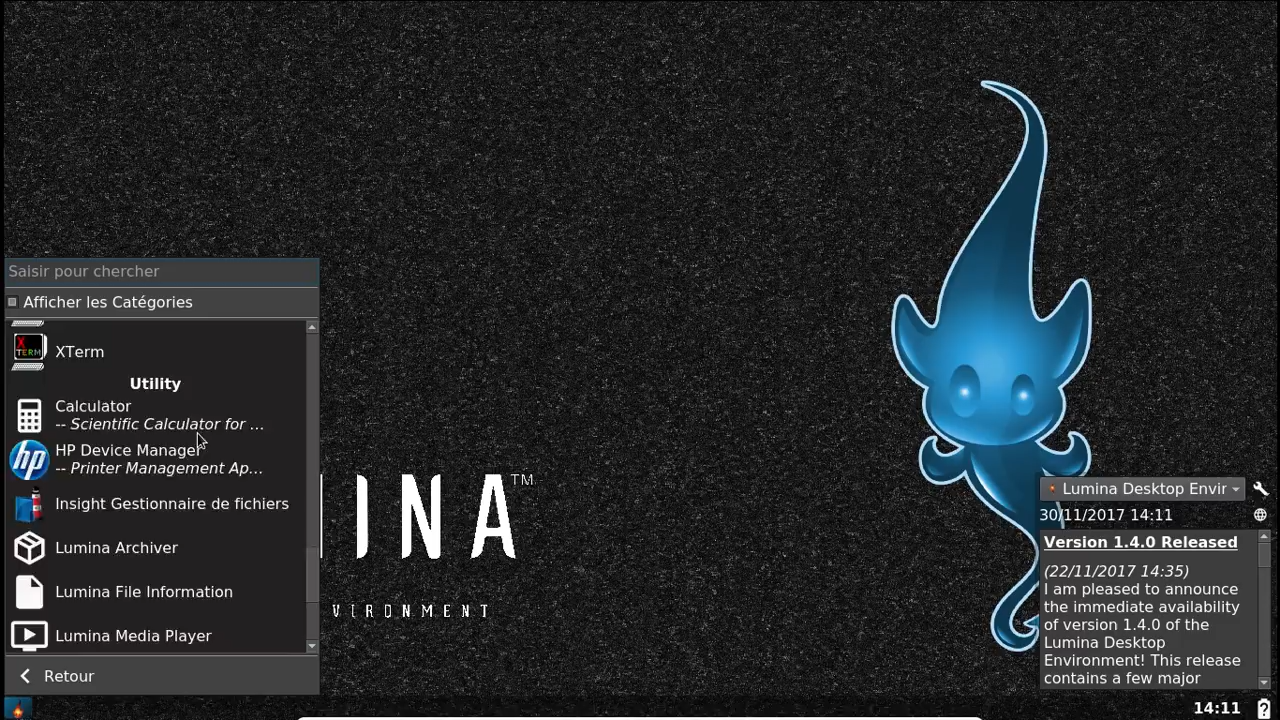 Saisir pour chercher
Afficher les Catégories
XTerm
Utility
Calculator
-- Scientific Calculator for ...
HP Device Manager
-- Printer Management Ap...
Insight Gestionnaire de fichiers
Lumina Archiver
Lumina File Information
Lumina Media Player
Retour
INA™
VIRONMENT
Lumina Desktop Envir
30/11/2017 14:11
Version 1.4.0 Released
(22/11/2017 14:35)
I am pleased to announce
the immediate availability
of version 1.4.0 of the
Lumina Desktop
Environment! This release
contains a few major
14:11